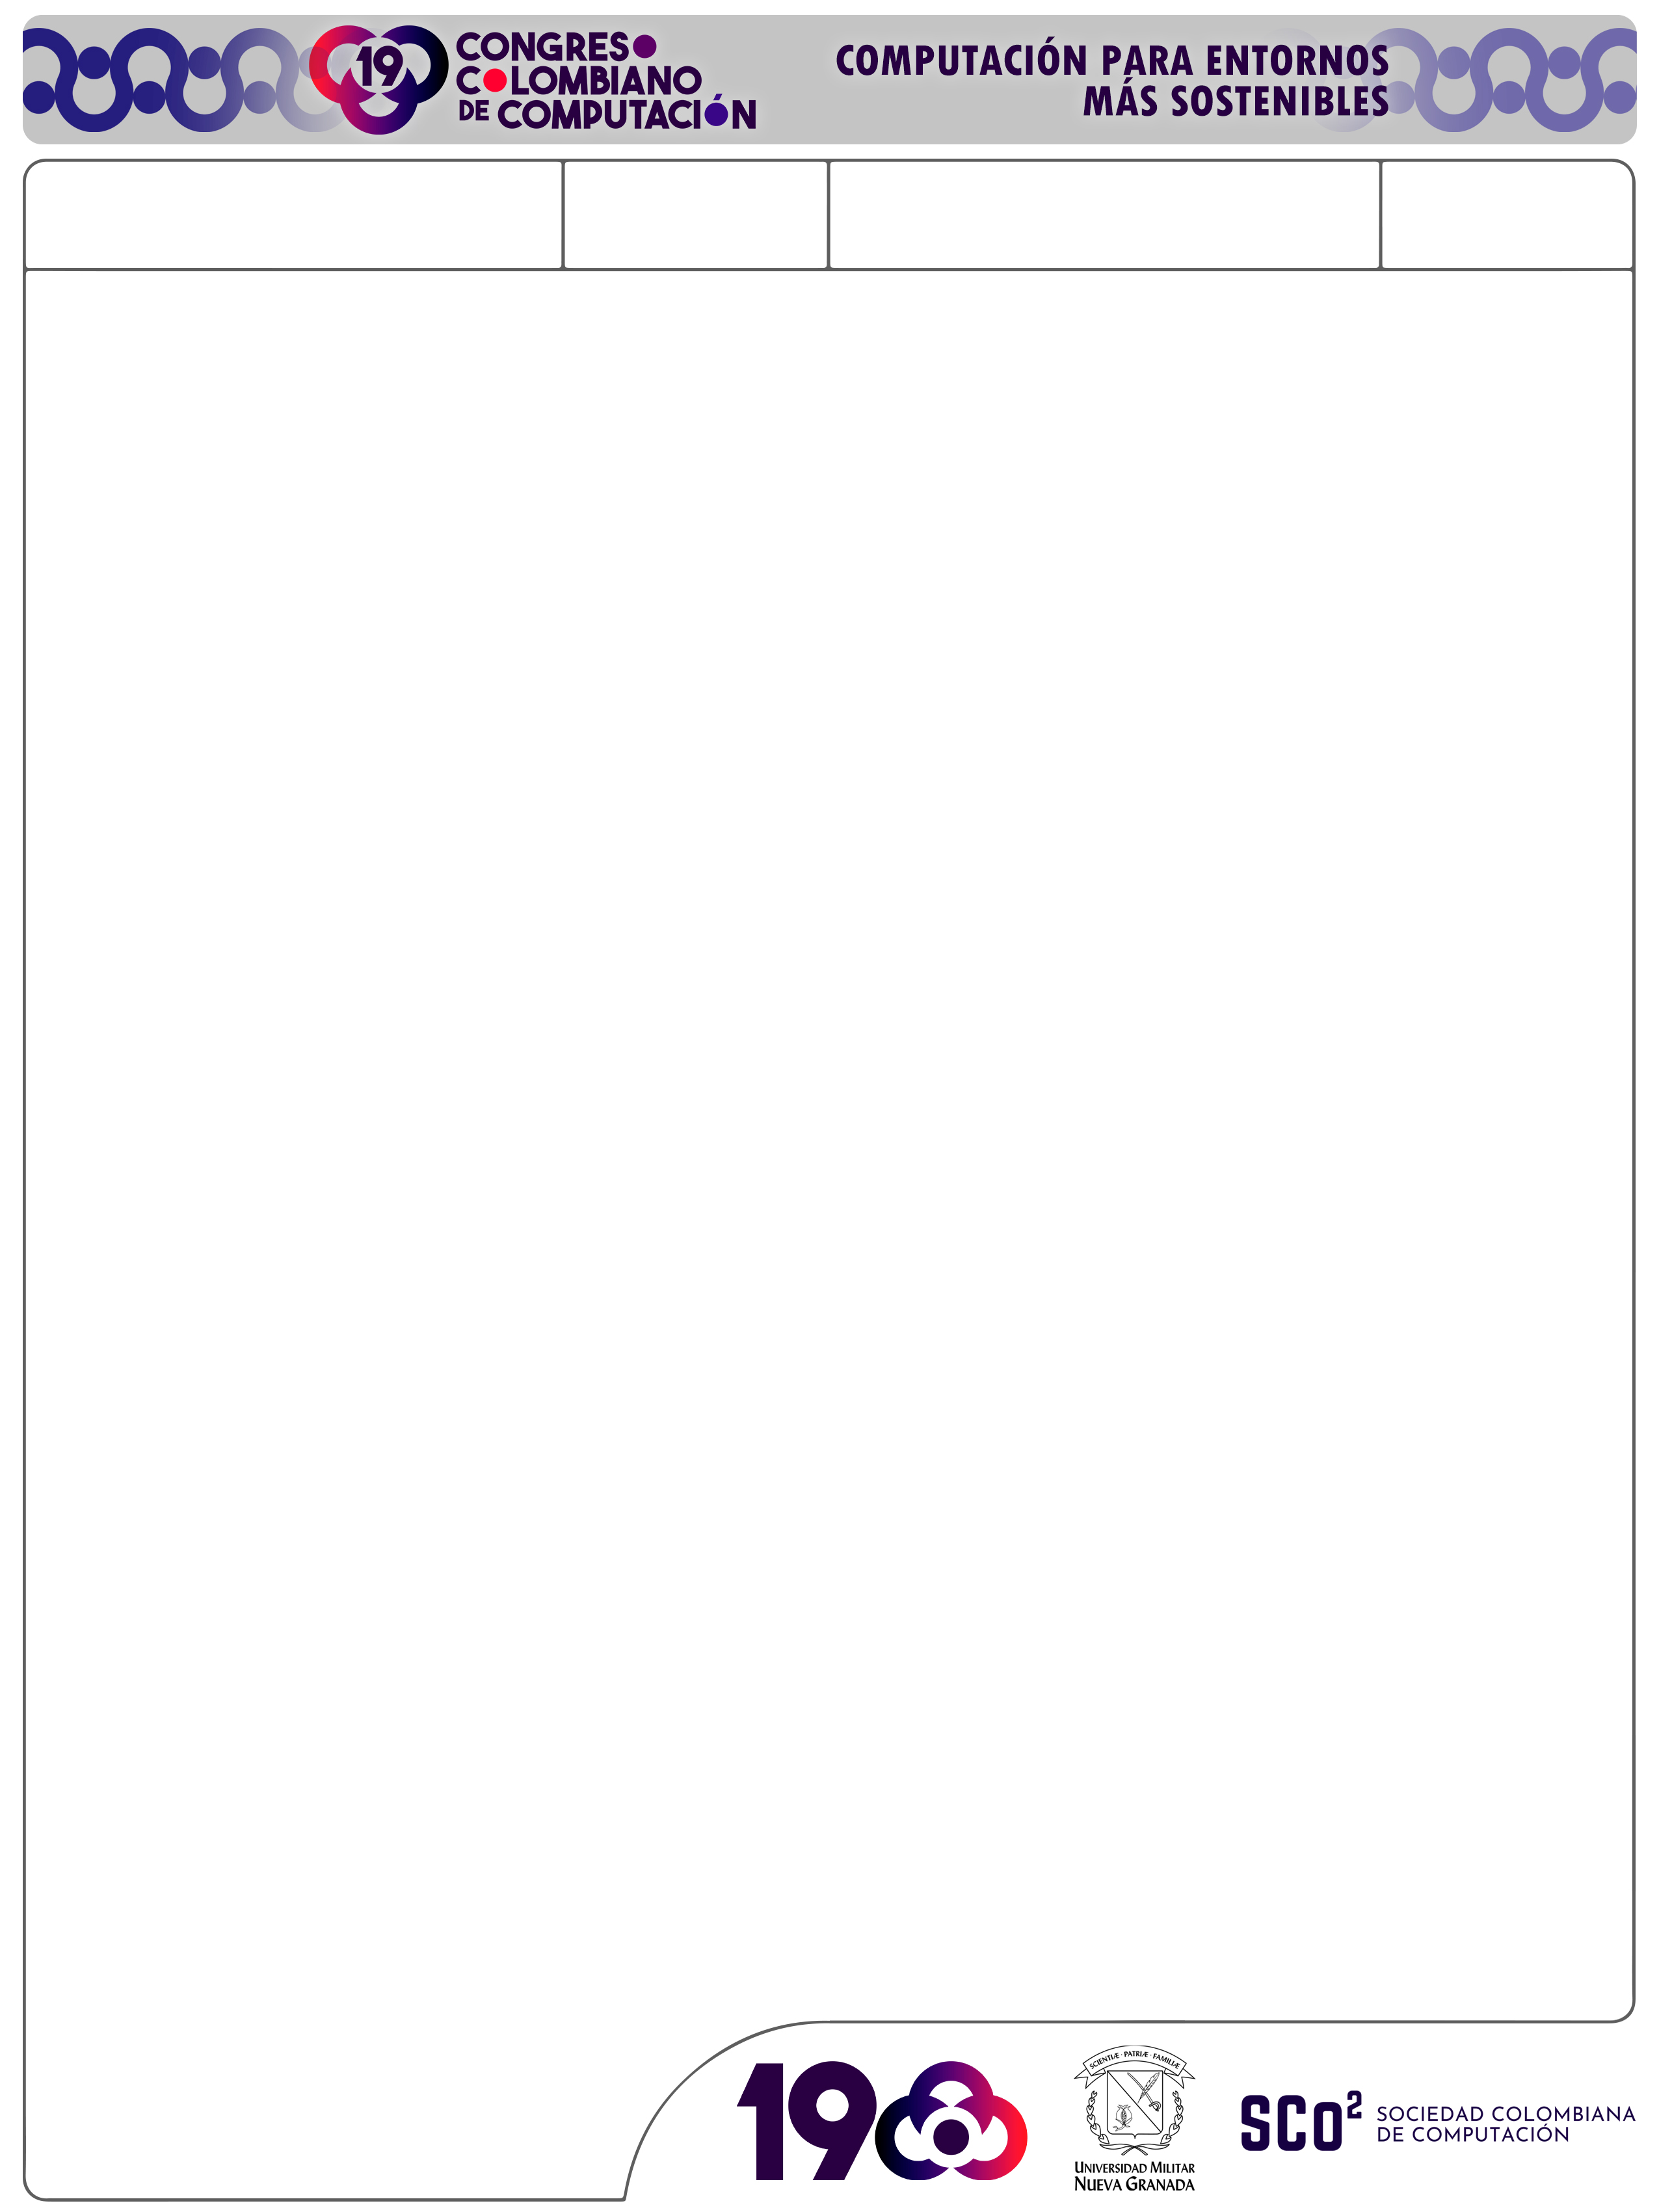 19
CONGRESO
COLOMBIANO
DE COMPUTACIÓN
COMPUTACIÓN PARA ENTORNOS
MÁS SOSTENIBLES
19
SCIENTIÆ · PATRIÆ · FAMILIÆ
UNIVERSIDAD MILITAR
NUEVA GRANADA
SCO²
SOCIEDAD COLOMBIANA
DE COMPUTACIÓN